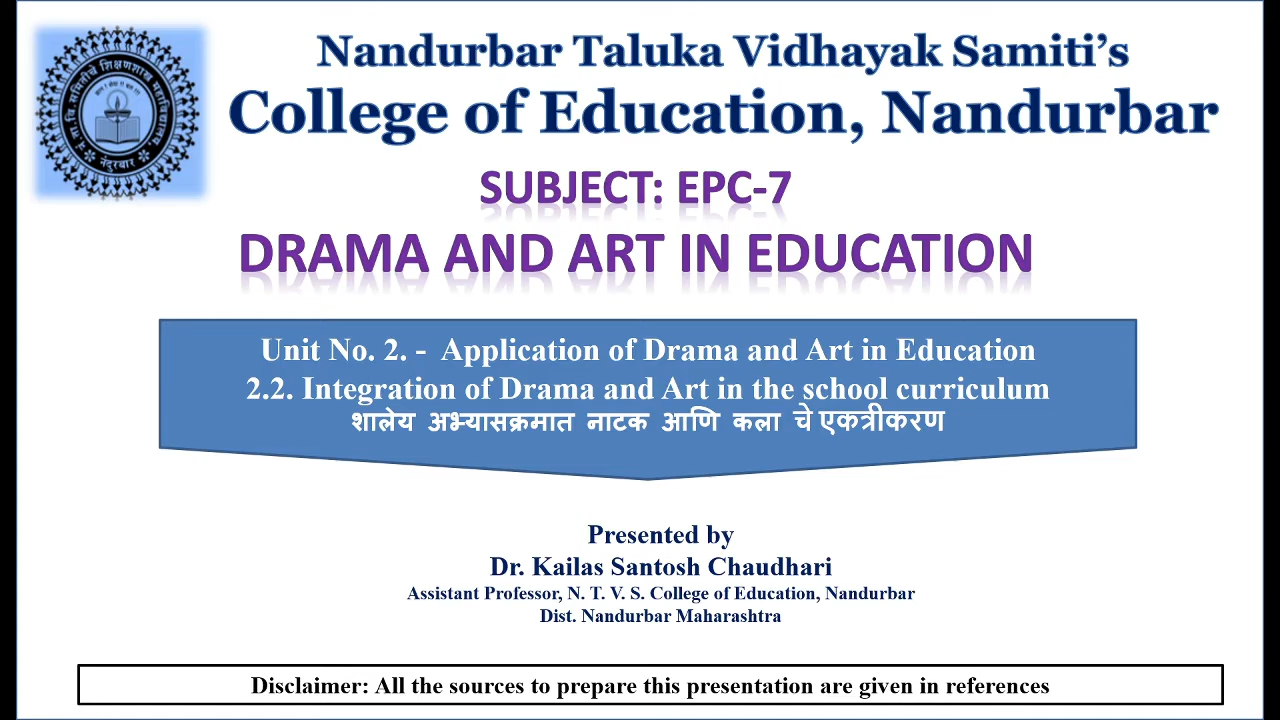 Nandurbar Taluka Vidhayak Samiti’s
College of Education, Nandurbar
SUBJECT: EPC-7
DRAMA AND ART IN EDUCATION
Unit No. 2. - Application of Drama and Art in Education
2.2. Integration of Drama and Art in the school curriculum
शालेय अभ्यासक्रमात नाटक आणि कला चे एकत्रीकरण
Presented by
Dr. Kailas Santosh Chaudhari
Assistant Professor, N. T. V. S. College of Education, Nandurbar
Dist. Nandurbar Maharashtra
Disclaimer: All the sources to prepare this presentation are given in references
नंदुरबार